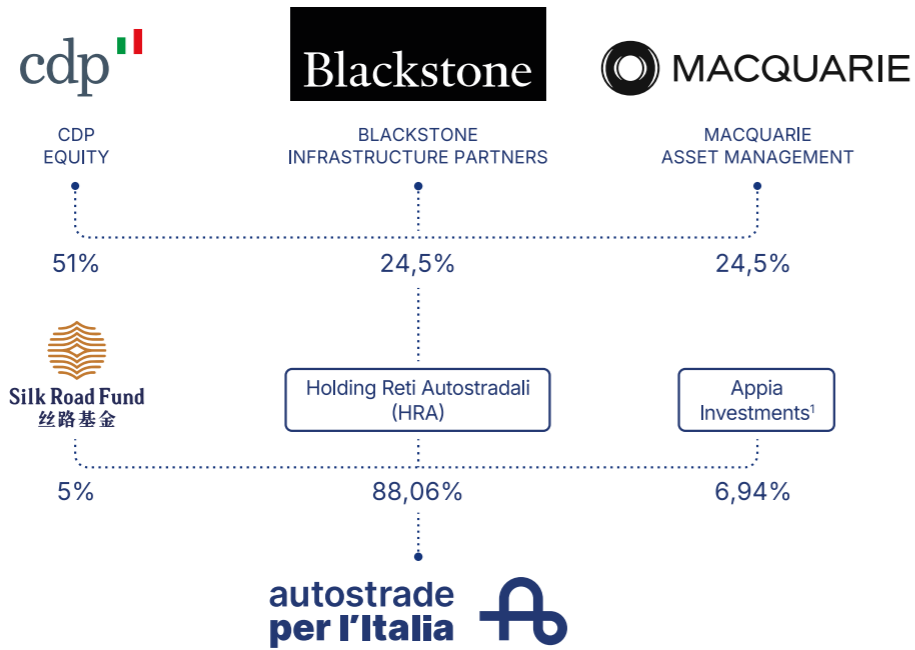 cdp
Blackstone
MACQUARIE
CDP
EQUITY
BLACKSTONE
INFRASTRUCTURE PARTNERS
MACQUARIE
ASSET MANAGEMENT
51%
24,5%
24,5%
Silk Road Fund
丝路基金
Holding Reti Autostradali
(HRA)
Appia
Investments¹
5%
88,06%
6,94%
autostrade
per l'Italia